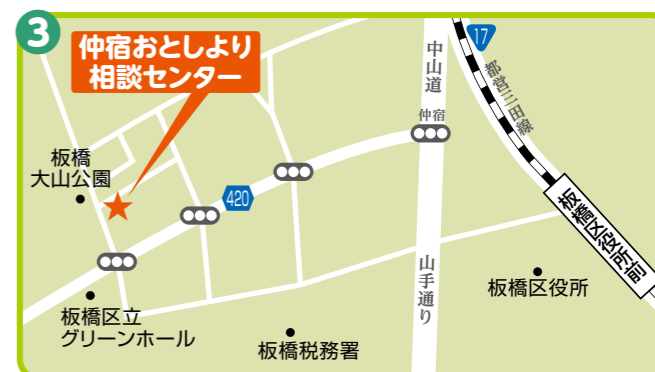 3
仲宿おとしより
相談センター
17
中山道
都営三田線
仲宿
板橋
大山公園
420
板橋区役所前
山手通り
板橋区役所
板橋区立
グリーンホール
板橋税務署